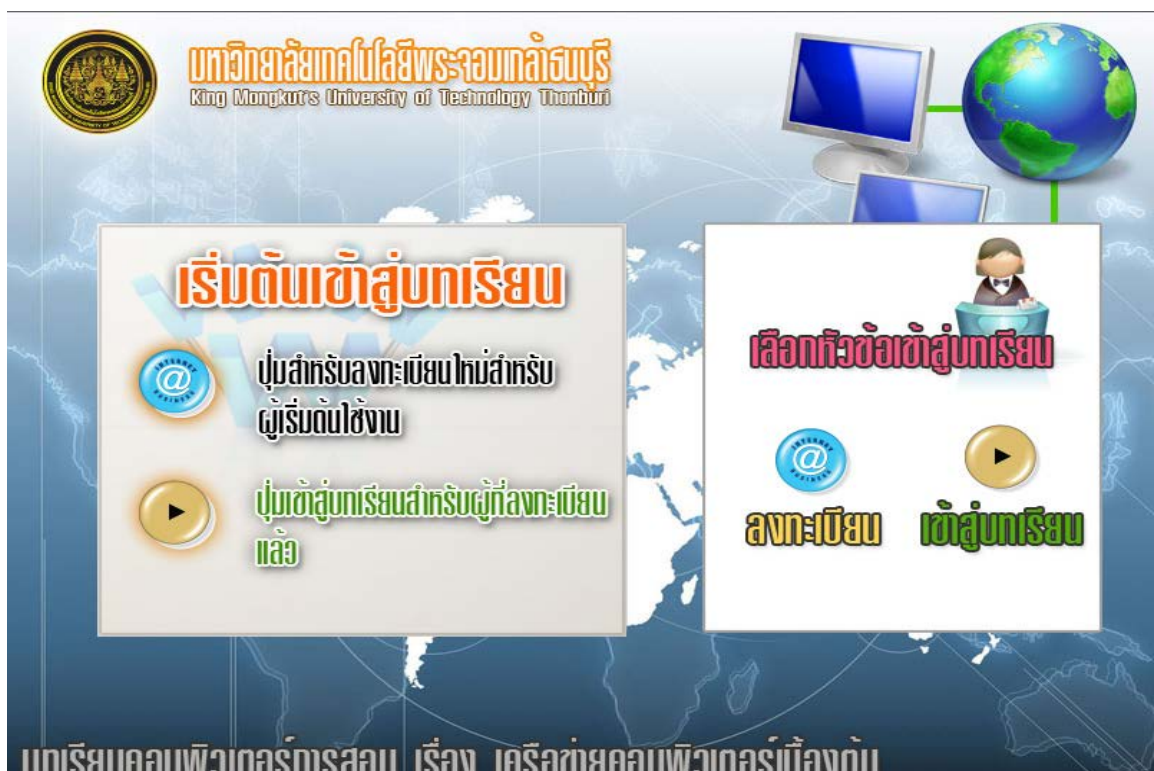 มหาวิทยาลัยเทคโนโลยีพระจอมเกล้าธนบุรี
King Mongkut's University of Technology Thonburi
เริ่มต้นเข้าสู่บทเรียน
INTERNET
@
BUSINESS
ปุ่มสำหรับลงทะเบียนใหม่สำหรับ
ผู้เริ่มต้นใช้งาน
ปุ่มเข้าสู่บทเรียนสำหรับผู้ที่ลงทะเบียน
แล้ว
เลือกหัวข้อเข้าสู่บทเรียน
INTERNET
@
BUSINESS
ลงทะเบียน
เข้าสู่บทเรียน
บทเรียนคอมพิวเตอร์การสอน เรื่อง เครือข่ายคอมพิวเตอร์เบื้องต้น